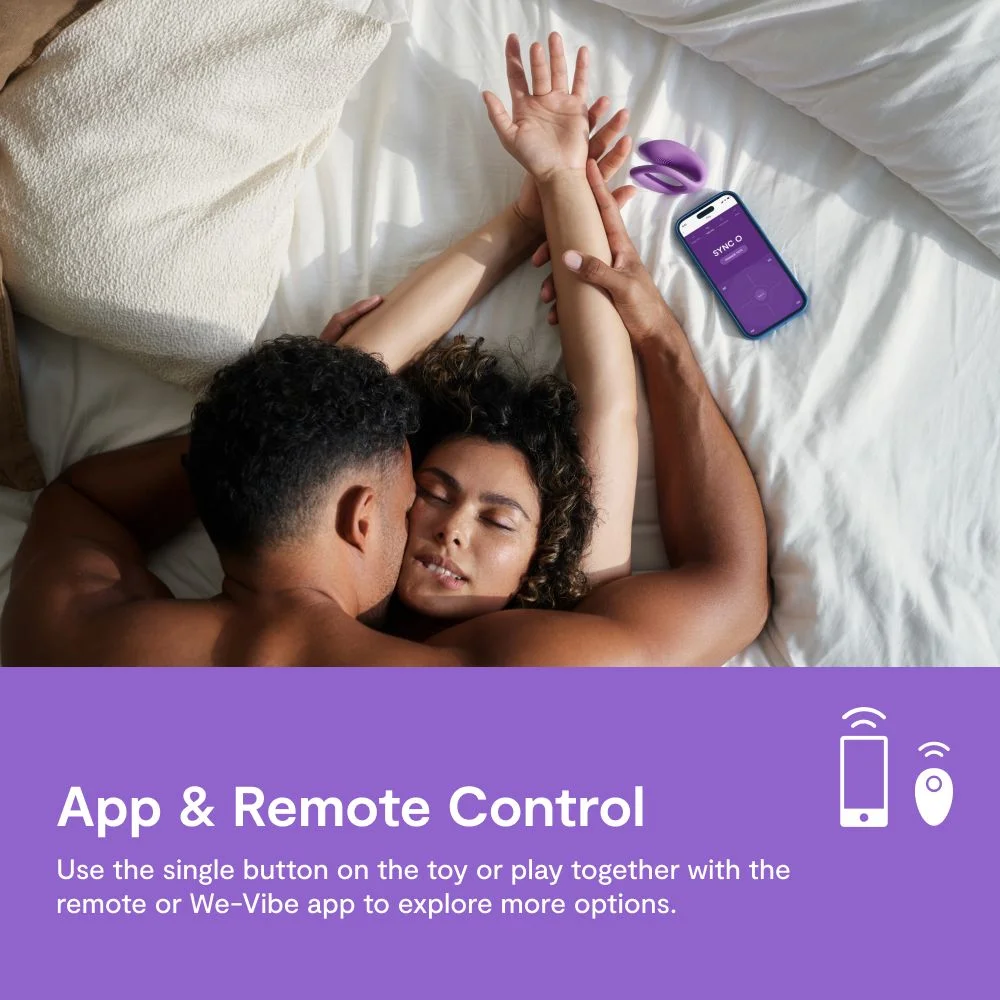 SYNC O
App & Remote Control
Use the single button on the toy or play together with the
remote or We-Vibe app to explore more options.